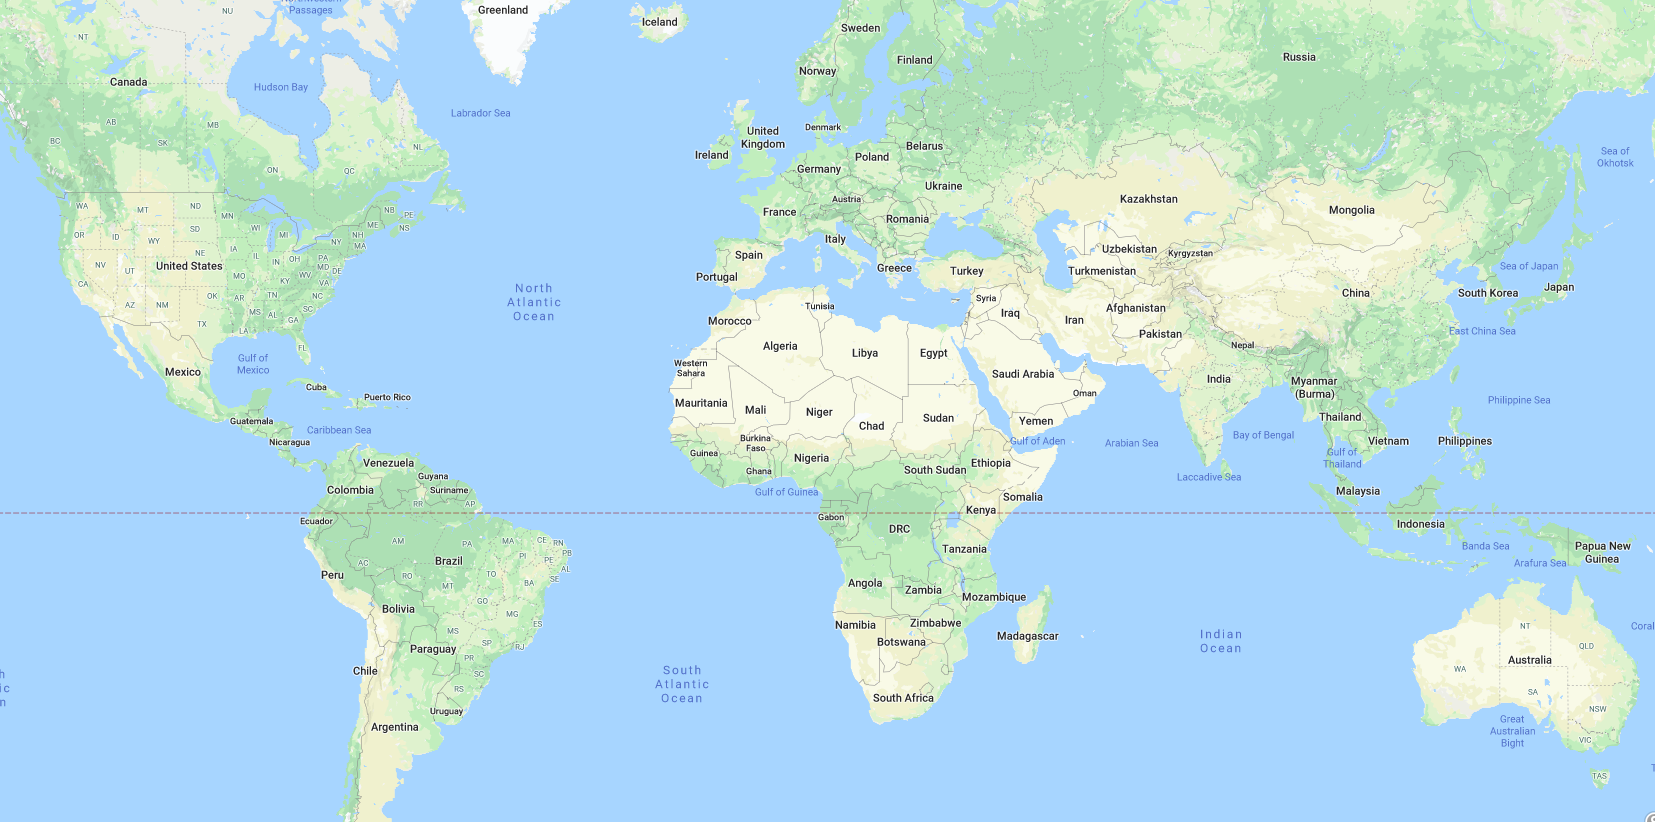 Greenland
Passages
NU
Iceland
NT
Sweden
Finland
Russia
Norway
Canada
Hudson Bay
Labrador Sea
AB
MB
SK
BC
NL
ON
QC
Denmark
United
Kingdom
Ireland
Belarus
Poland
Germany
Ukraine
Austria
France
Romania
Kazakhstan
Mongolia
Sea of
Okhotsk
WA
MT
ND
MN
NB
PE
NS
OR
ID
SD
WI
MI
NH
NY
MA
WY
IA
NE
IL
IN
OH
PA
MD
DE
NV
UT
United States
MO
KY
WV
VA
CA
AZ
NM
OK
AR
TN
NC
SC
MS
AL
GA
TX
LA
FL
Italy
Spain
Portugal
Greece
Turkey
Uzbekistan
Kyrgyzstan
Turkmenistan
Sea of Japan
Japan
South Korea
China
North
Atlantic
Ocean
Tunisia
Syria
Iraq
Iran
Afghanistan
Pakistan
East China Sea
Morocco
Algeria
Libya
Egypt
Nepal
Gulf of
Mexico
Mexico
Western
Sahara
Saudi Arabia
India
Myanmar
(Burma)
Cuba
Puerto Rico
Mauritania
Mali
Niger
Chad
Sudan
Oman
Yemen
Philippine Sea
Thailand
Guatemala
Caribbean Sea
Nicaragua
Burkina
Faso
Gulf of Aden
Arabian Sea
Bay of Bengal
Vietnam
Philippines
Guinea
Nigeria
Ghana
South Sudan
Ethiopia
Gulf of
Thailand
Laccadive Sea
Venezuela
Guyana
Suriname
Colombia
RR
AP
Gulf of Guinea
Somalia
Malaysia
Kenya
Ecuador
Gabon
DRC
Indonesia
AM
PA
MA
CE
RN
PB
PE
AL
SE
PI
AC
RO
TO
BA
MT
Brazil
Peru
Tanzania
Banda Sea
Arafura Sea
Papua New
Guinea
Angola
Zambia
Mozambique
Bolivia
GO
MG
ES
MS
SP
RJ
Namibia
Zimbabwe
Botswana
Madagascar
Indian
Ocean
NT
Coral
QLD
Paraguay
PR
SC
RS
Chile
South
Atlantic
Ocean
WA
Australia
SA
NSW
h
ic
n
South Africa
Uruguay
Argentina
Great
Australian
Bight
VIC
TAS